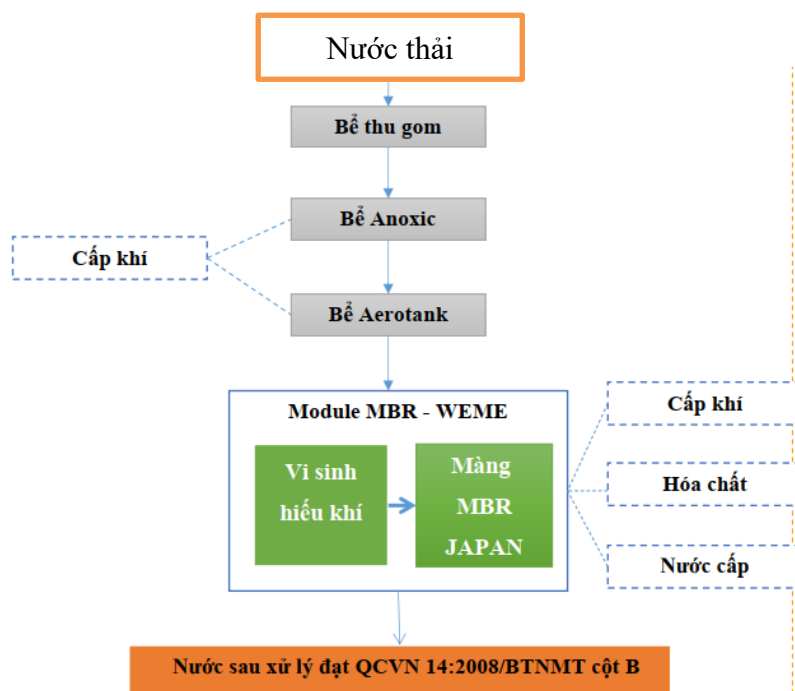 Nước thải
Bể thu gom
Bể Anoxic
Cấp khí
Bể Aerotank
Module MBR - WEME
Vi sinh
hiếu khí
Màng
MBR
JAPAN
Cấp khí
Hóa chất
Nước cấp
Nước sau xử lý đạt QCVN 14:2008/BTNMT cột B